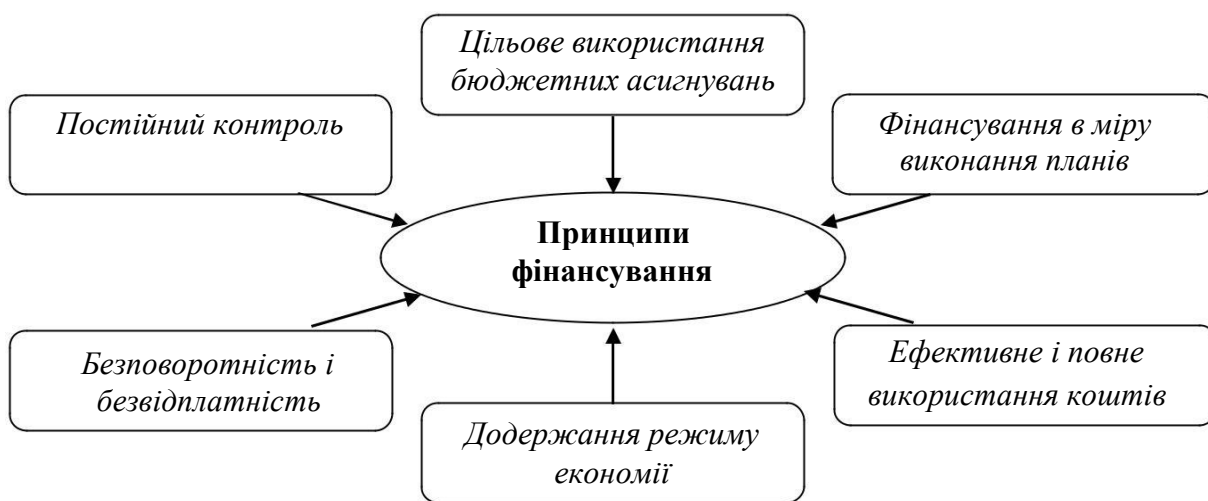 Цільове використання
бюджетних асигнувань
Постійний контроль
Фінансування в міру
виконання планів
Принципи
фінансування
Безповоротність і
безвідплатність
Ефективне і повне
використання коштів
Додержання режиму
економії